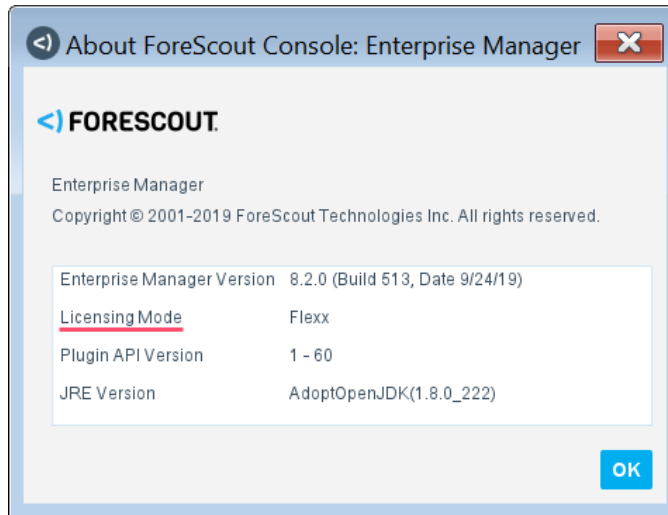 About ForeScout Console: Enterprise Manager
FORESCOUT.
Enterprise Manager
Copyright © 2001-2019 ForeScout Technologies Inc. All rights reserved.
Enterprise Manager Version 8.2.0 (Build 513, Date 9/24/19)
Licensing Mode Flexx
Plugin API Version 1 - 60
JRE Version AdoptOpenJDK(1.8.0_222)
OK